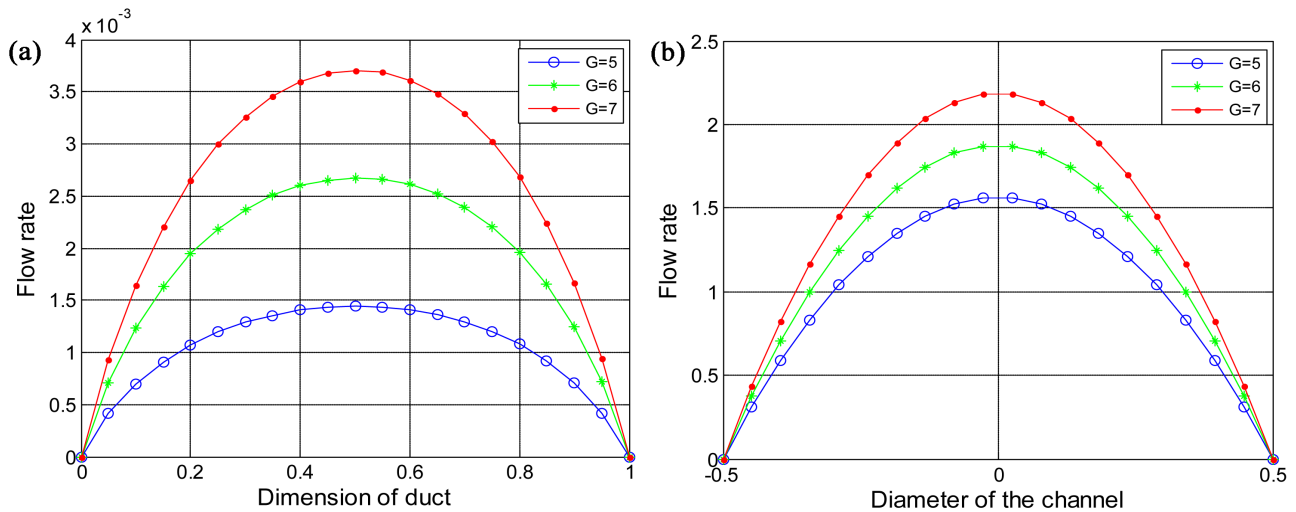 (a)
x 10^-3
4
3.5
3
2.5
2
1.5
1
0.5
0
0 0.2 0.4 0.6 0.8 1
Flow rate
Dimension of duct
G=5
G=6
G=7
(b)
2.5
2
1.5
1
0.5
0
-0.5 0 0.5
Flow rate
Diameter of the channel
G=5
G=6
G=7